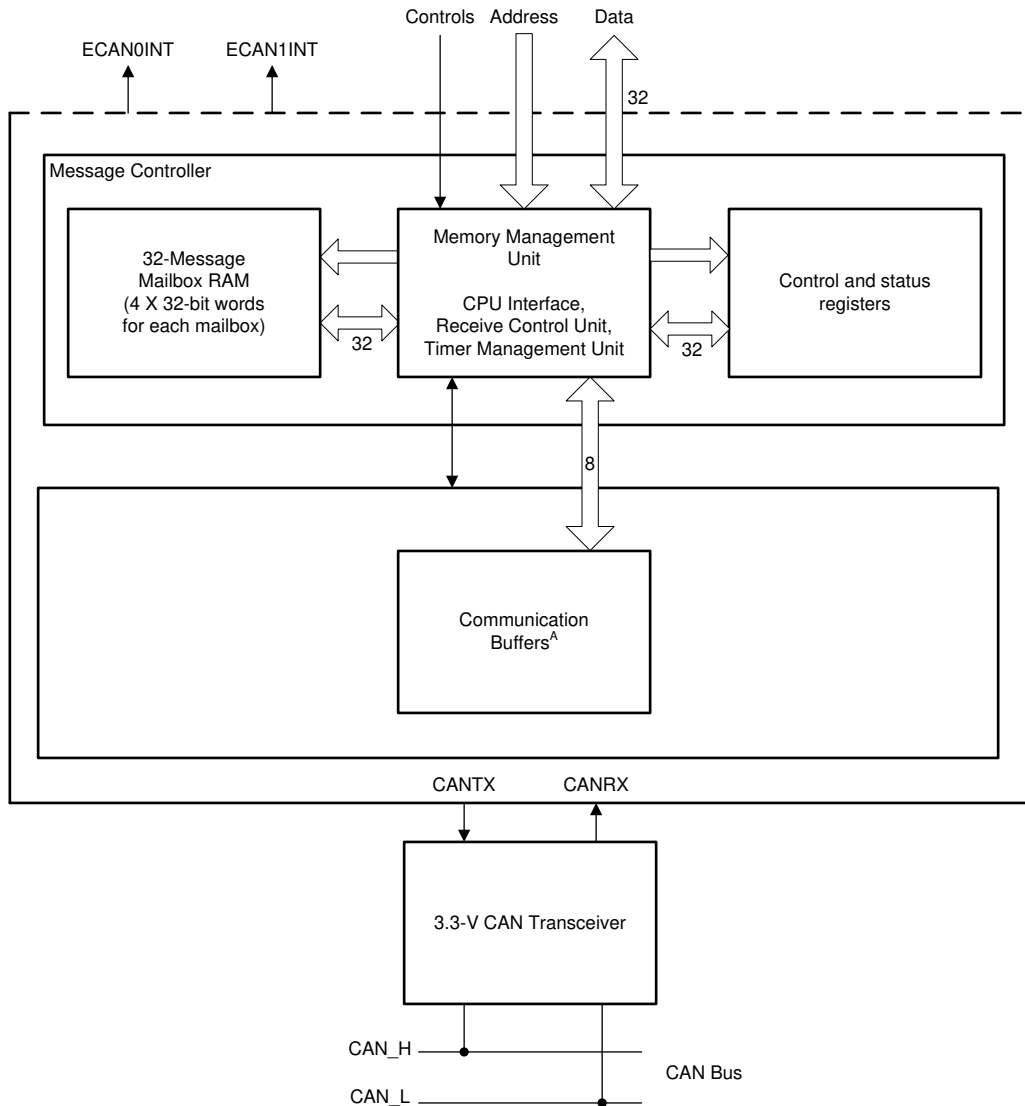 Controls Address Data
ECAN0INT ECAN1INT
32
Message Controller
32-Message
Mailbox RAM
(4 X 32-bit words
for each mailbox)
32
Memory Management
Unit
CPU Interface,
Receive Control Unit,
Timer Management Unit
32
Control and status
registers
8
Communication
Buffers^A
CANTX CANRX
3.3-V CAN Transceiver
CAN_H
CAN Bus
CAN_L